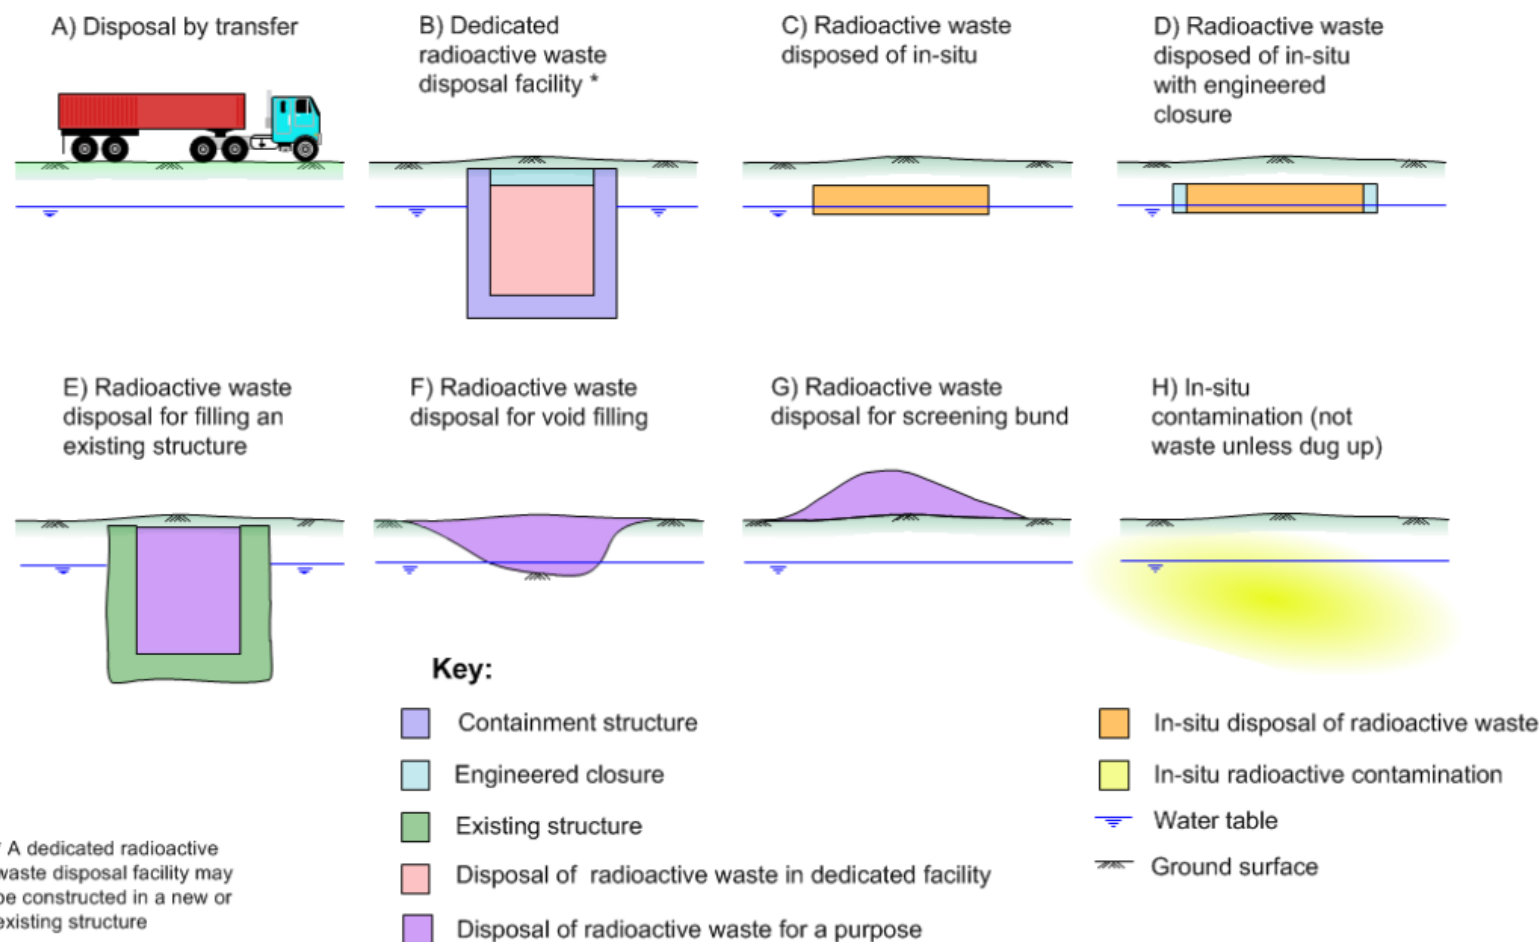 A) Disposal by transfer
B) Dedicated
radioactive waste
disposal facility *
C) Radioactive waste
disposed of in-situ
D) Radioactive waste
disposed of in-situ
with engineered
closure
E) Radioactive waste
disposal for filling an
existing structure
F) Radioactive waste
disposal for void filling
G) Radioactive waste
disposal for screening bund
H) In-situ
contamination (not
waste unless dug up)
Key:
Containment structure
Engineered closure
Existing structure
Disposal of radioactive waste in dedicated facility
Disposal of radioactive waste for a purpose
In-situ disposal of radioactive waste
In-situ radioactive contamination
Water table
Ground surface
* A dedicated radioactive
waste disposal facility may
be constructed in a new or
existing structure